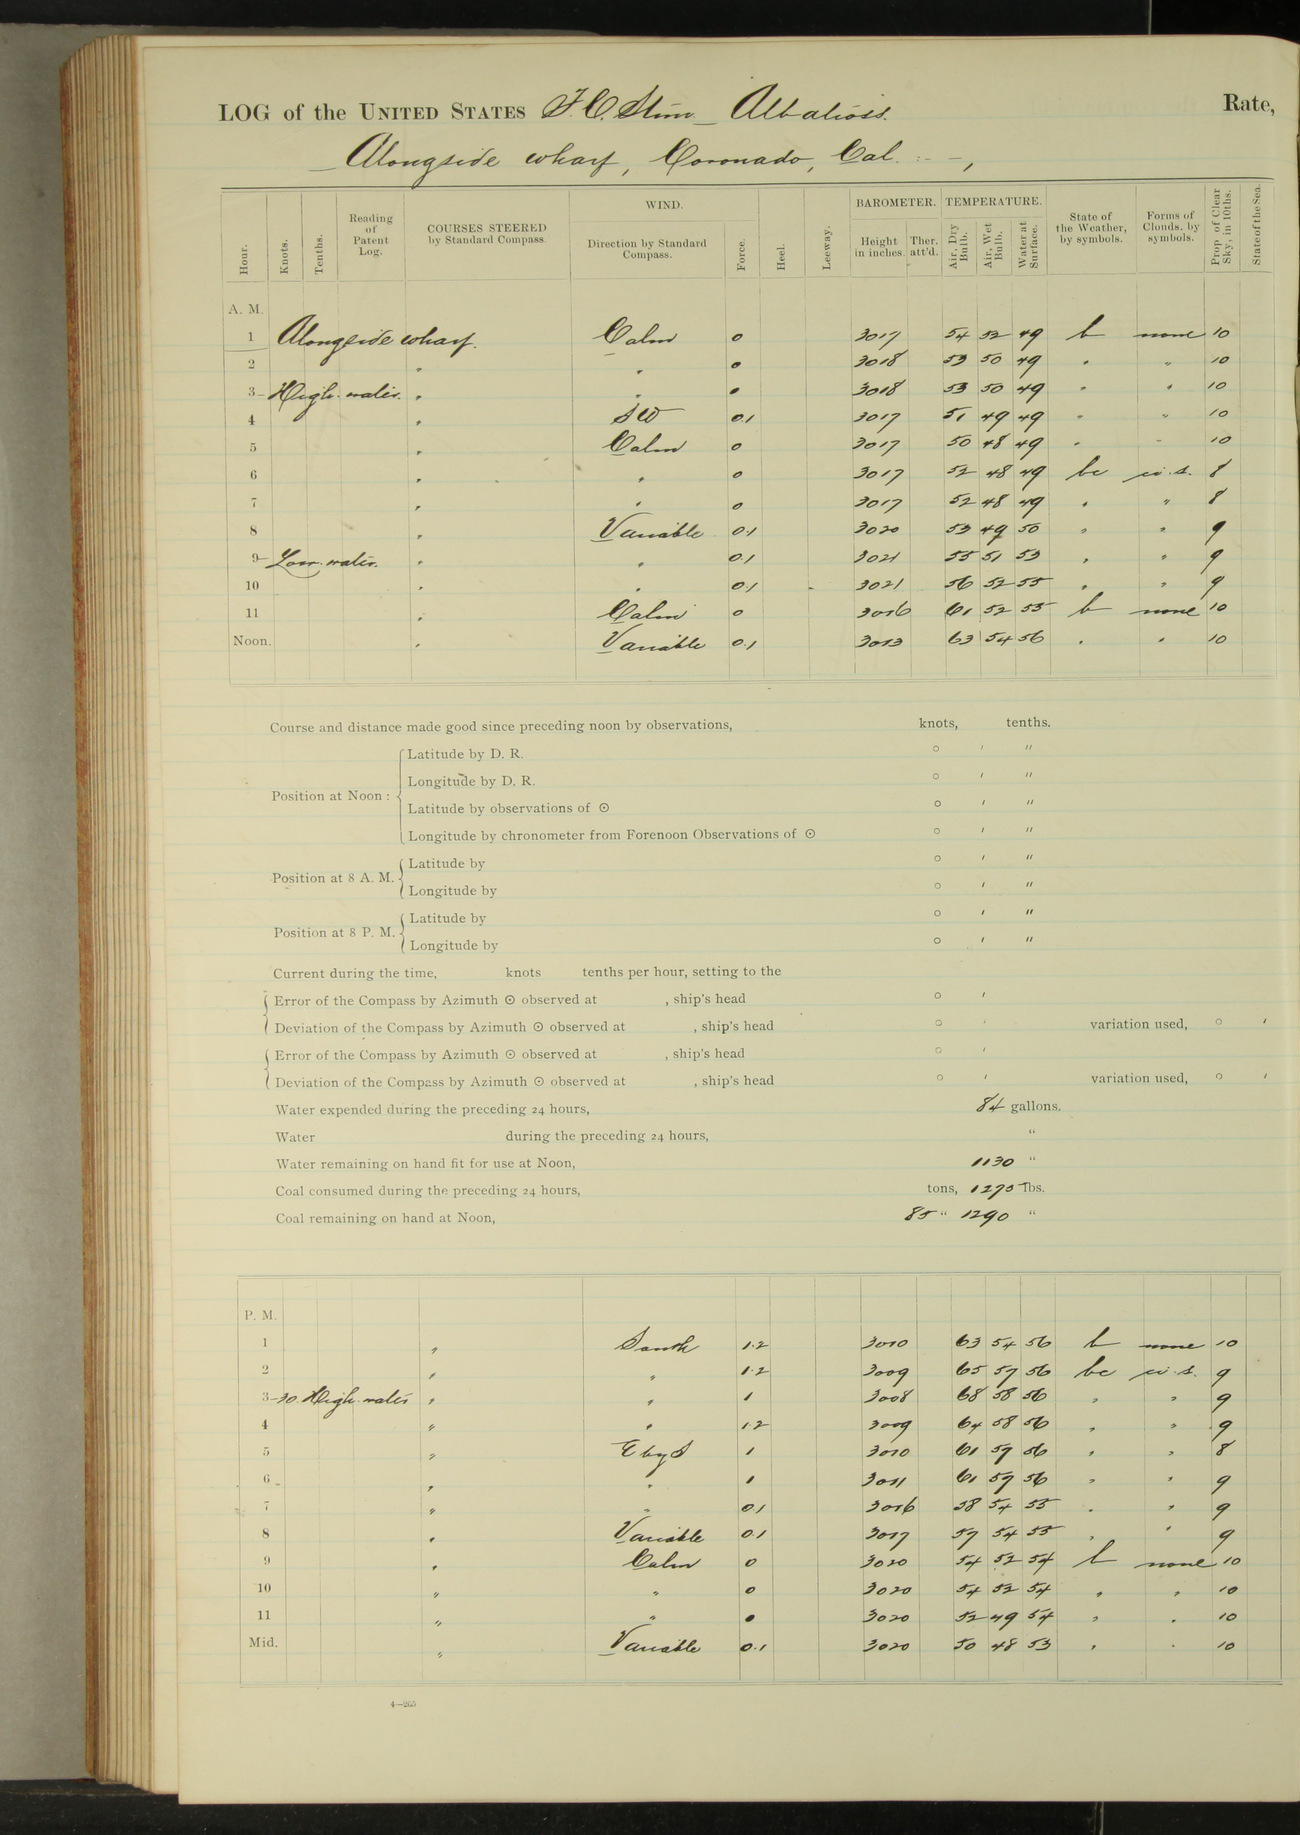 LOG of the UNITED STATES F. C. Stmr. Albatross. Rate,
Alongside wharf, Coronado, Cal. : - -,
WIND. BAROMETER. TEMPERATURE.
Hour. Knots. Tenths. Reading of Patent Log. COURSES STEERED by Standard Compass. Direction by Standard Compass. Force. Heel. Leeway. Height in inches. Ther. att'd. Air, Dry Bulb. Air, Wet Bulb. Water at Surface. State of the Weather, by symbols. Forms of Clouds. by symbols. Prop. of Clear Sky, in 10ths. State of the Sea.
A. M.
1 Alongside wharf. Calm 0 3017 54 52 49 b none 10
2 " " 0 3018 53 50 49 " " 10
3- High water. " " 0 3018 53 50 49 " " 10
4 " SW 0.1 3017 51 49 49 " " 10
5 " Calm 0 3017 50 48 49 " " 10
6 " " 0 3017 52 48 49 bc ci. s. 8
7 " " 0 3017 52 48 49 " " 8
8 " Variable 0.1 3020 53 49 50 " " 9
9- Low water. " " 0.1 3021 55 51 53 " " 9
10 " " 0.1 3021 56 52 55 " " 9
11 " Calm 0 3016 61 52 55 b none 10
Noon. " Variable 0.1 3013 63 54 56 " " 10
Course and distance made good since preceding noon by observations, knots, tenths.
Position at Noon :
Latitude by D. R. ° ′ ″
Longitude by D. R. ° ′ ″
Latitude by observations of ⊙ ° ′ ″
Longitude by chronometer from Forenoon Observations of ⊙ ° ′ ″
Position at 8 A. M.
Latitude by ° ′ ″
Longitude by ° ′ ″
Position at 8 P. M.
Latitude by ° ′ ″
Longitude by ° ′ ″
Current during the time, knots tenths per hour, setting to the
Error of the Compass by Azimuth ⊙ observed at , ship's head ° ′
Deviation of the Compass by Azimuth ⊙ observed at , ship's head ° ′ variation used, ° ′
Error of the Compass by Azimuth ⊙ observed at , ship's head ° ′
Deviation of the Compass by Azimuth ⊙ observed at , ship's head ° ′ variation used, ° ′
Water expended during the preceding 24 hours, 84 gallons.
Water during the preceding 24 hours, "
Water remaining on hand fit for use at Noon, 1130 "
Coal consumed during the preceding 24 hours, tons, 1275 lbs.
Coal remaining on hand at Noon, 85 " 1290 "
P. M.
1 " South 1.2 3010 63 54 56 b none 10
2 " " 1.2 3009 65 57 56 bc ci. s. 9
3-30. High water " " 1 3008 68 58 56 " " 9
4 " " 1.2 3009 64 58 56 " " 9
5 " E by S 1 3010 61 57 56 " " 8
6 " " 1 3011 61 57 56 " " 9
7 " " 0.1 3016 58 54 55 " " 9
8 " Variable 0.1 3017 57 54 55 " " 9
9 " Calm 0 3020 54 52 54 b none 10
10 " " 0 3020 54 52 54 " " 10
11 " " 0 3020 52 49 54 " " 10
Mid. " Variable 0.1 3020 50 48 53 " " 10
4—265